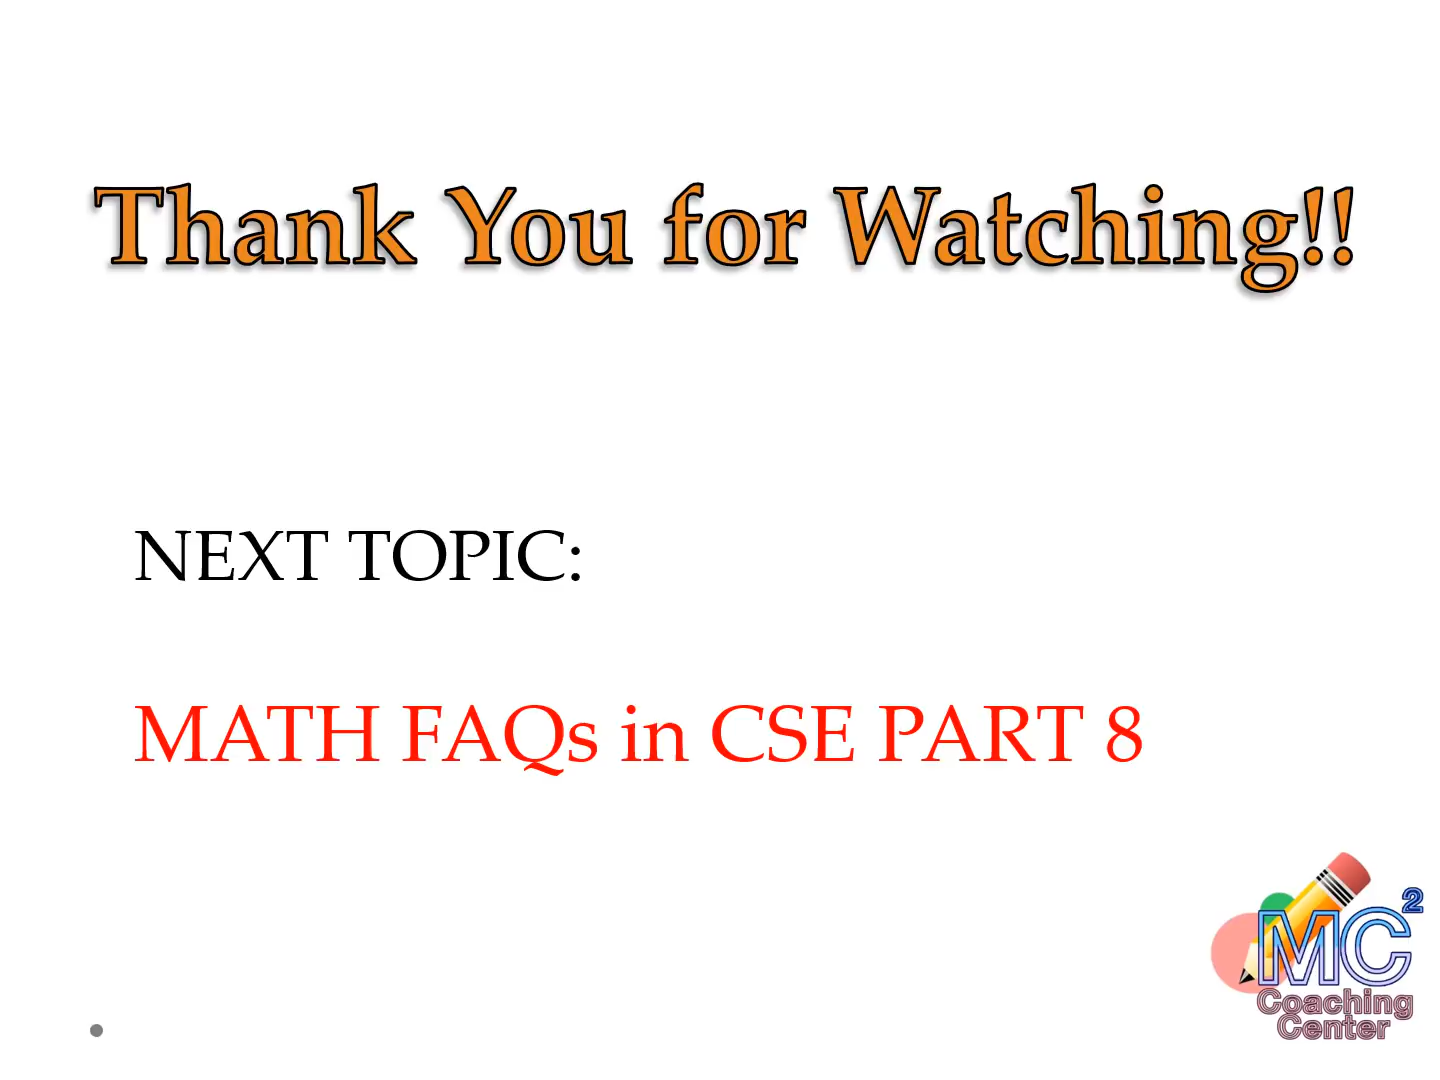 Thank You for Watching!!
NEXT TOPIC:
MATH FAQs in CSE PART 8
MC²
Coaching
Center